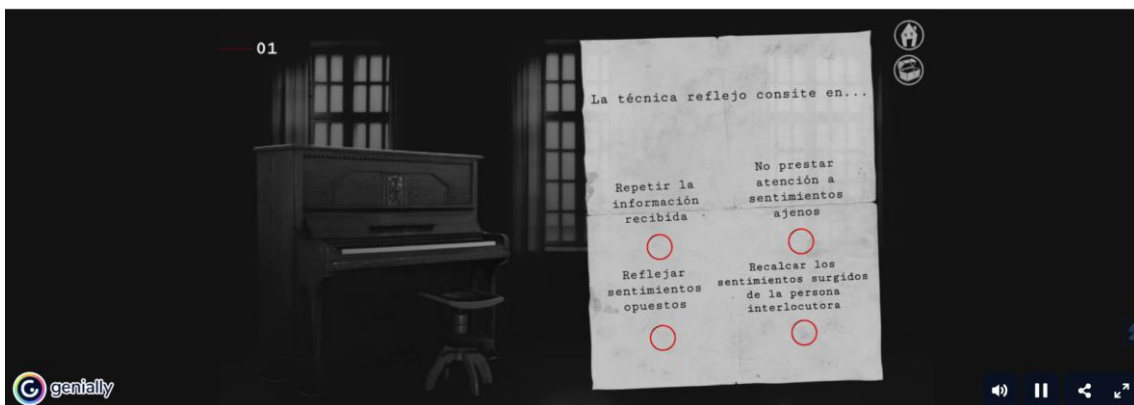 01
La técnica reflejo consite en...
Repetir la
información
recibida
No prestar
atención a
sentimientos
ajenos
Reflejar
sentimientos
opuestos
Recalcar los
sentimientos surgidos
de la persona
interlocutora
genially